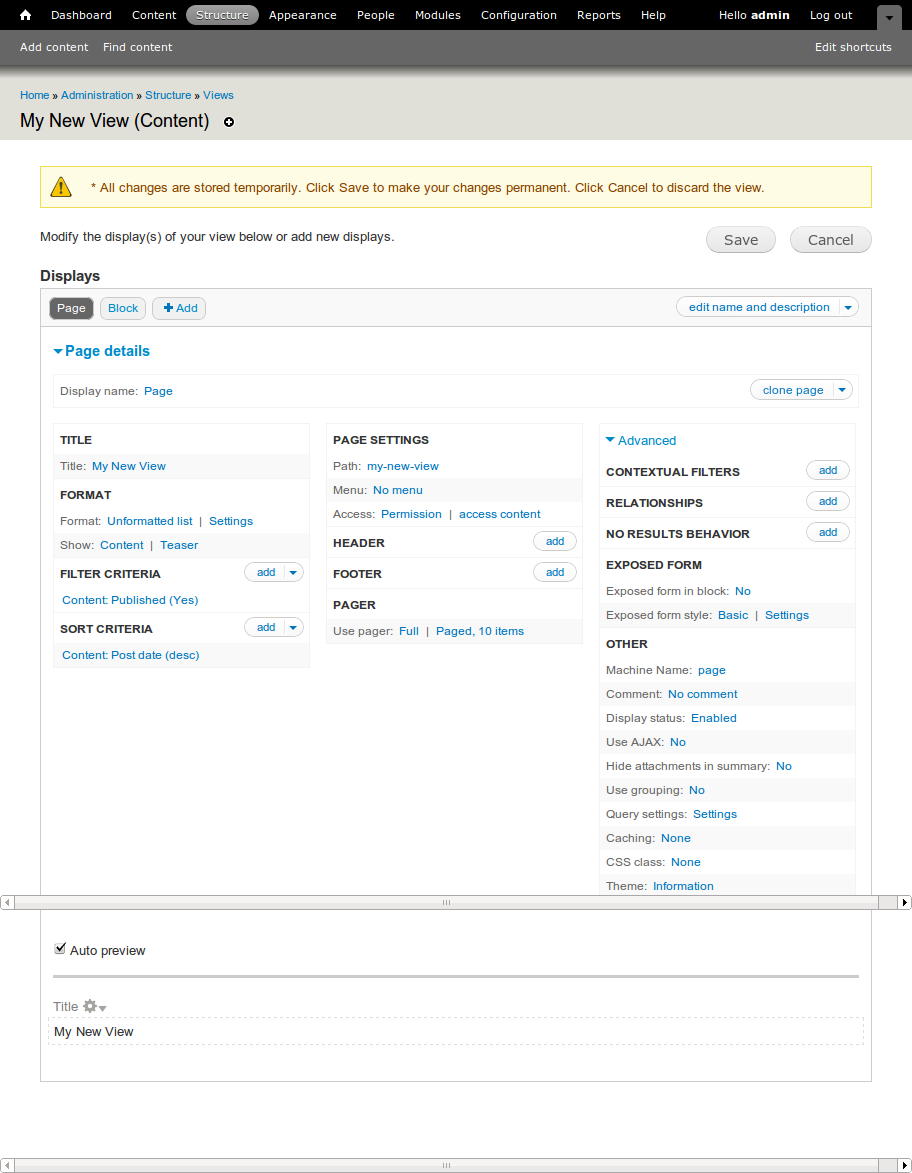 Dashboard Content Structure Appearance People Modules Configuration Reports Help Hello admin Log out
Add content Find content Edit shortcuts
Home » Administration » Structure » Views
My New View (Content)
* All changes are stored temporarily. Click Save to make your changes permanent. Click Cancel to discard the view.
Modify the display(s) of your view below or add new displays.
Save Cancel
Displays
Page Block Add edit name and description
Page details
Display name: Page clone page
TITLE
Title: My New View
FORMAT
Format: Unformatted list | Settings
Show: Content | Teaser
FILTER CRITERIA add
Content: Published (Yes)
SORT CRITERIA add
Content: Post date (desc)
PAGE SETTINGS
Path: my-new-view
Menu: No menu
Access: Permission | access content
HEADER add
FOOTER add
PAGER
Use pager: Full | Paged, 10 items
Advanced
CONTEXTUAL FILTERS add
RELATIONSHIPS add
NO RESULTS BEHAVIOR add
EXPOSED FORM
Exposed form in block: No
Exposed form style: Basic | Settings
OTHER
Machine Name: page
Comment: No comment
Display status: Enabled
Use AJAX: No
Hide attachments in summary: No
Use grouping: No
Query settings: Settings
Caching: None
CSS class: None
Theme: Information
Auto preview
Title
My New View